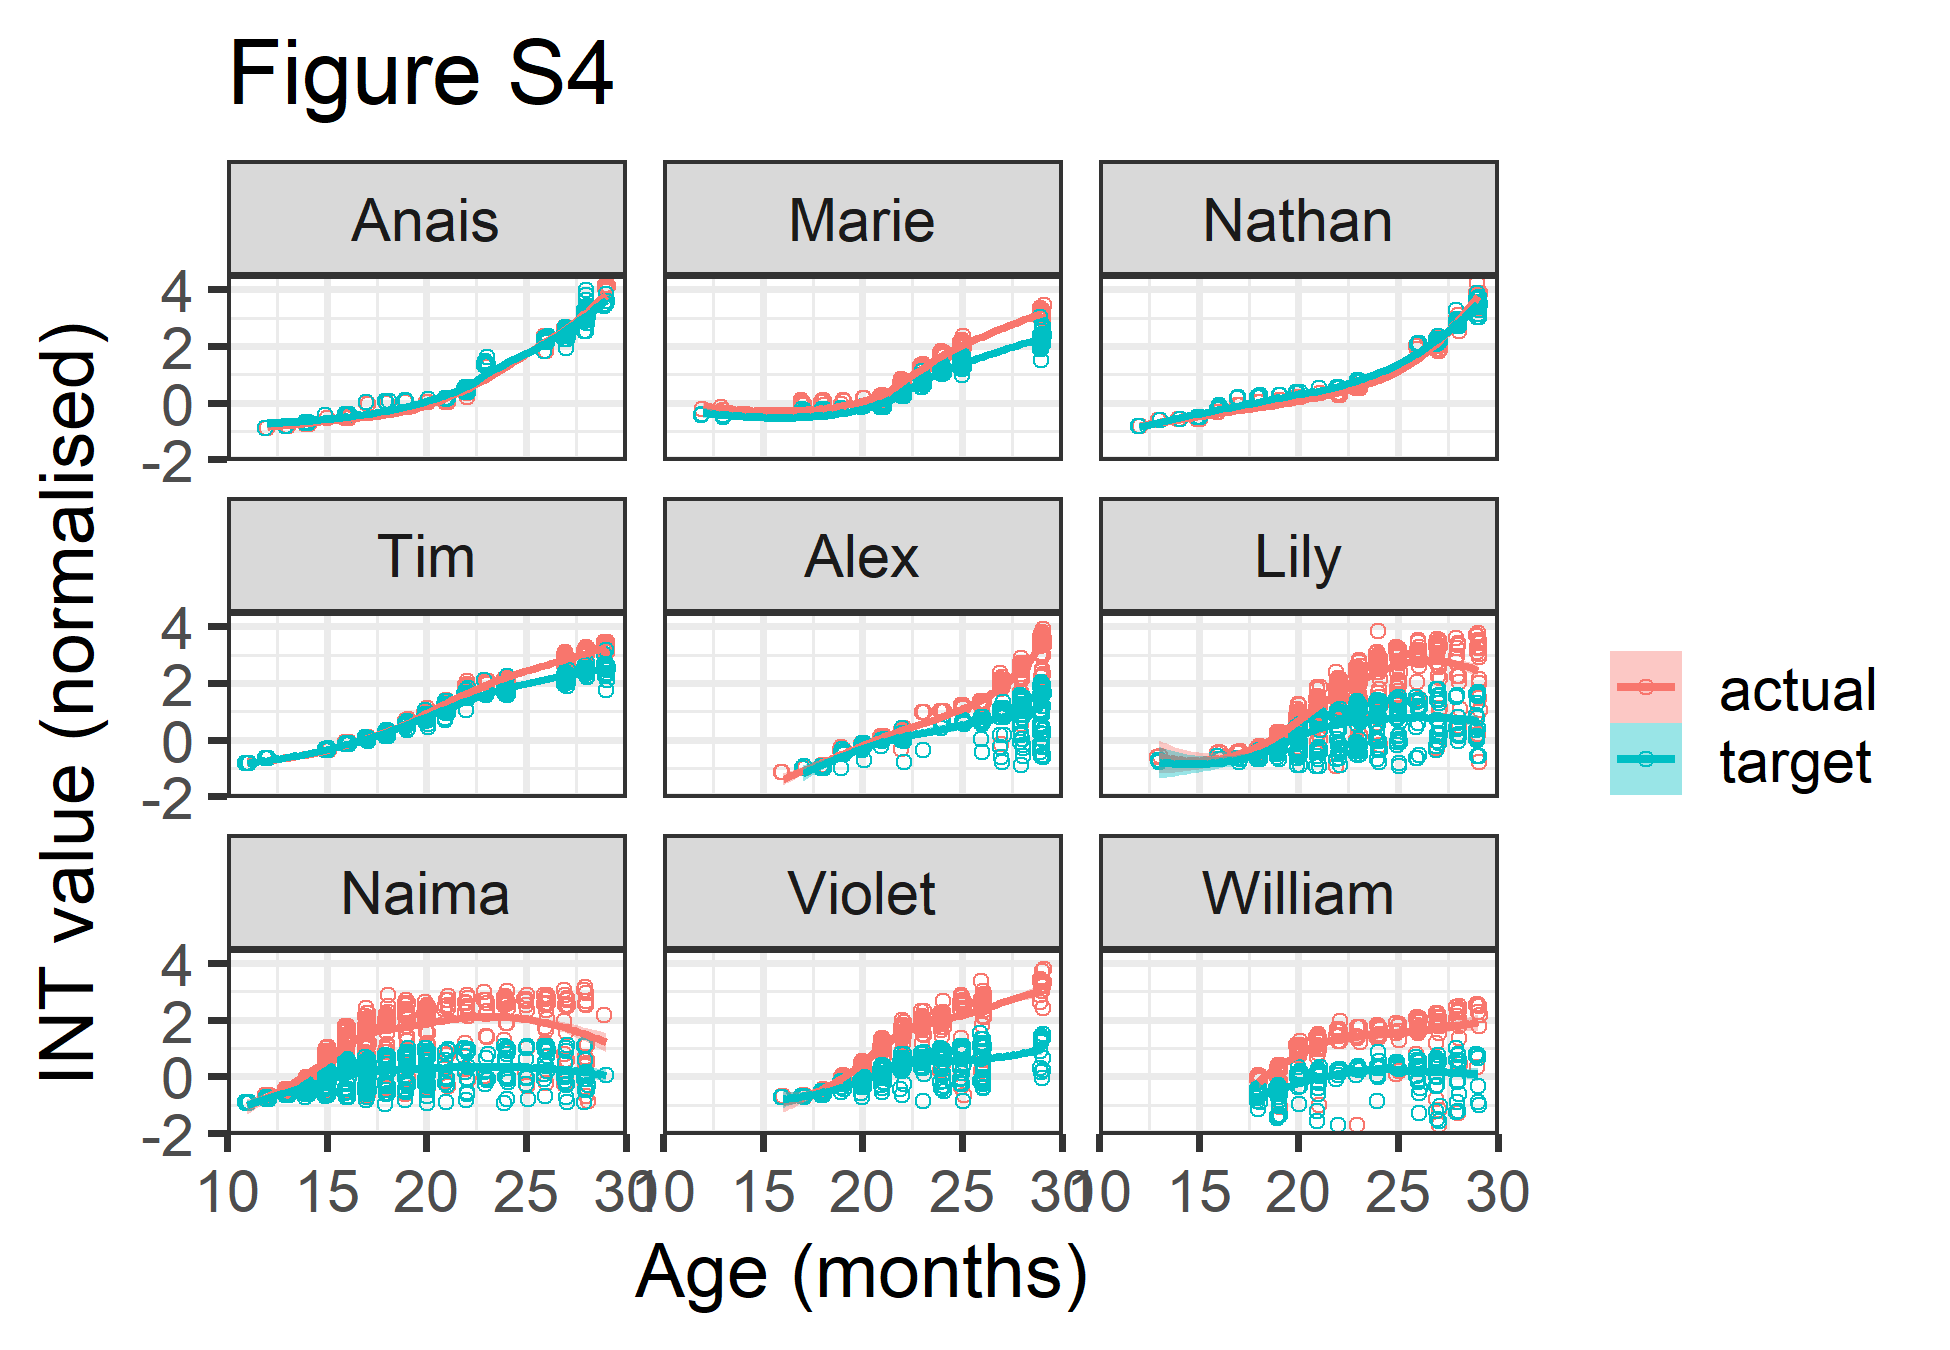 Figure S4
Anais Marie Nathan
4
2
0
-2
Tim Alex Lily
4
2
0
-2
Naima Violet William
4
2
0
-2
10 15 20 25 30 10 15 20 25 30 10 15 20 25 30
Age (months)
INT value (normalised)
actual
target